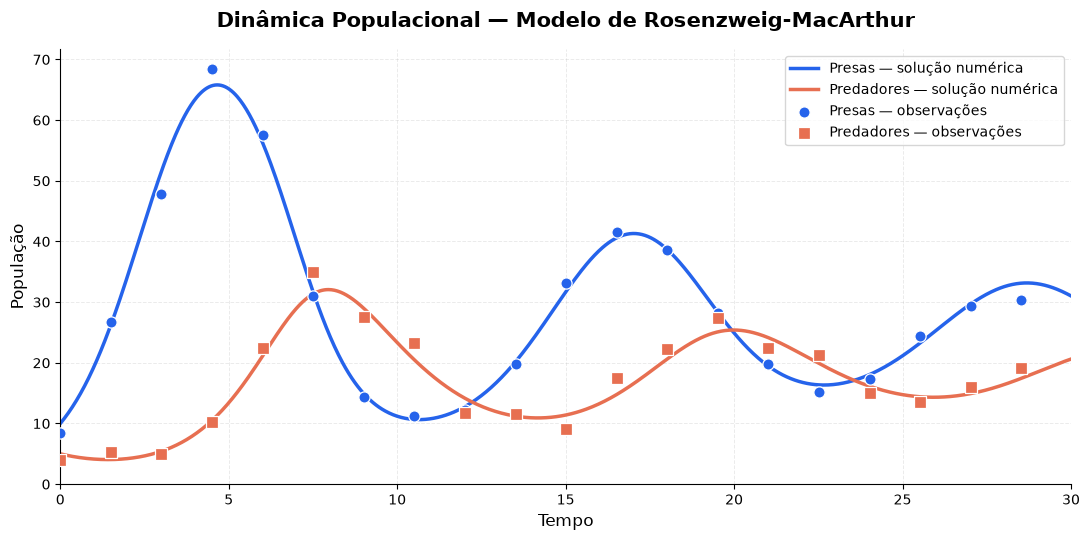 Dinâmica Populacional — Modelo de Rosenzweig-MacArthur
Presas — solução numérica
Predadores — solução numérica
Presas — observações
Predadores — observações
População
70
60
50
40
30
20
10
0
0 5 10 15 20 25 30
Tempo